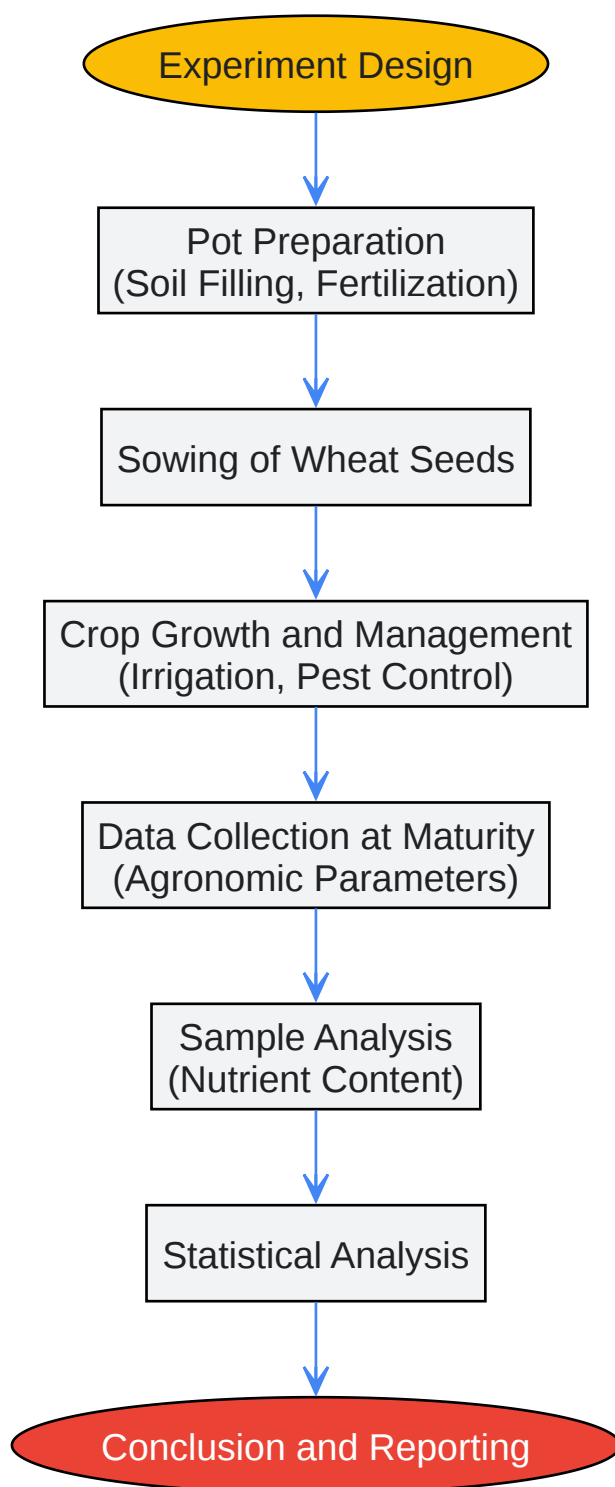 Experiment Design
Pot Preparation
(Soil Filling, Fertilization)
Sowing of Wheat Seeds
Crop Growth and Management
(Irrigation, Pest Control)
Data Collection at Maturity
(Agronomic Parameters)
Sample Analysis
(Nutrient Content)
Statistical Analysis
Conclusion and Reporting